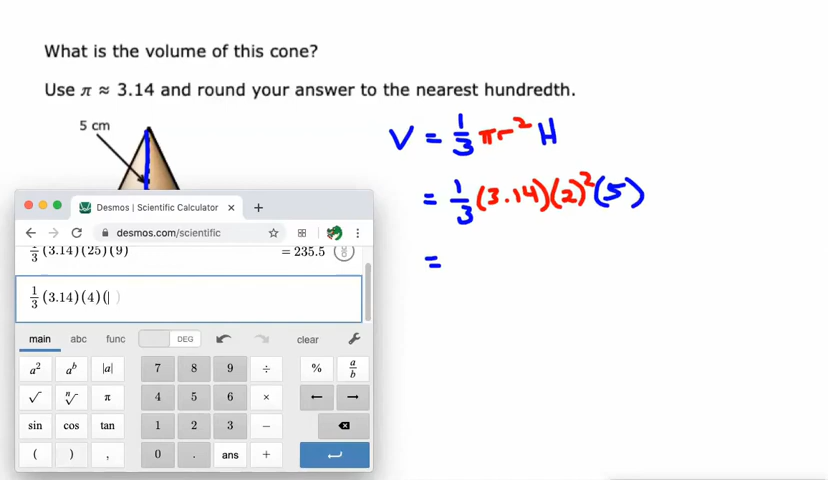 What is the volume of this cone?
Use π ≈ 3.14 and round your answer to the nearest hundredth.
5 cm
V = 1/3 πr² H
= 1/3 (3.14)(2)²(5)
=
Desmos | Scientific Calculator
desmos.com/scientific
1/3 (3.14)(25)(9) = 235.5
1/3 (3.14)(4)( )
main abc func DEG clear
a² aᵇ |a| 7 8 9 ÷ % a/b
√ ⁿ√ π 4 5 6 × ← →
sin cos tan 1 2 3 −
( ) , 0 . ans +